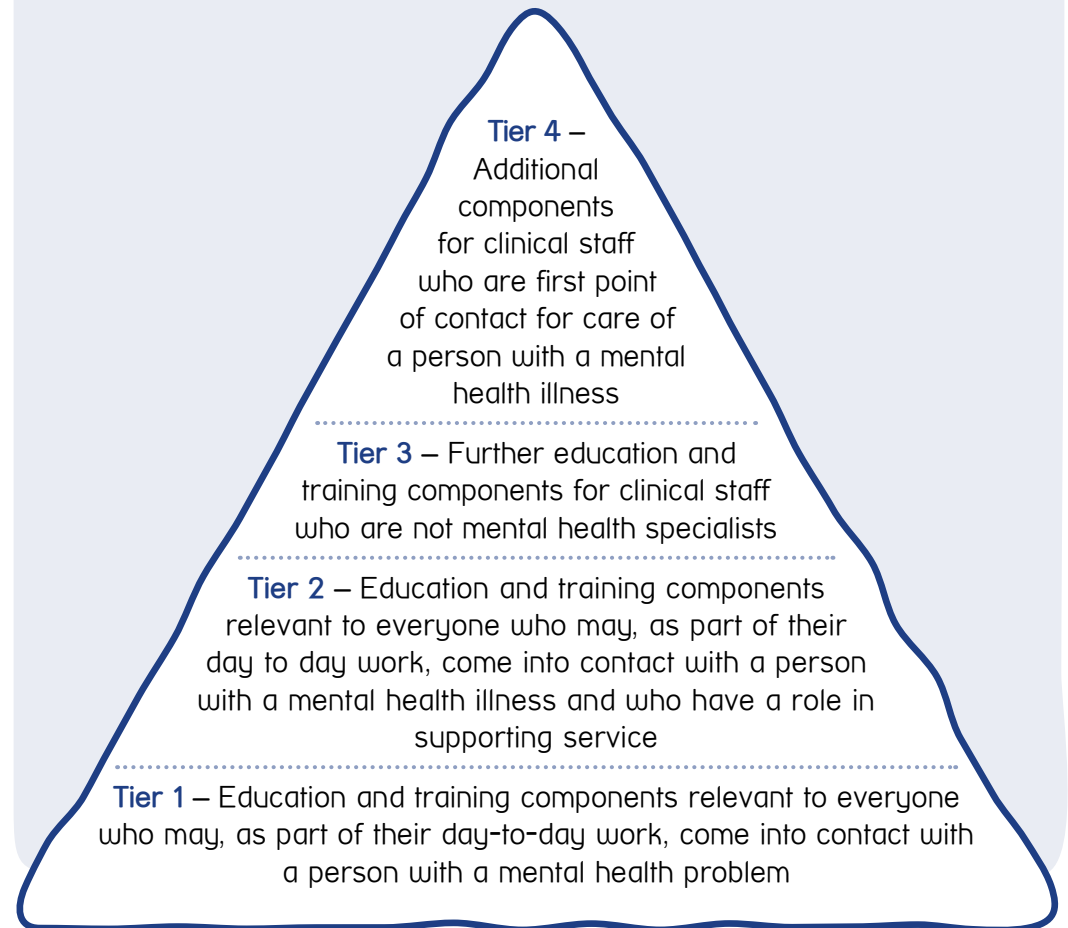 Tier 4 –
Additional
components
for clinical staff
who are first point
of contact for care of
a person with a mental
health illness
Tier 3 – Further education and
training components for clinical staff
who are not mental health specialists
Tier 2 – Education and training components
relevant to everyone who may, as part of their
day to day work, come into contact with a person
with a mental health illness and who have a role in
supporting service
Tier 1 – Education and training components relevant to everyone
who may, as part of their day-to-day work, come into contact with
a person with a mental health problem